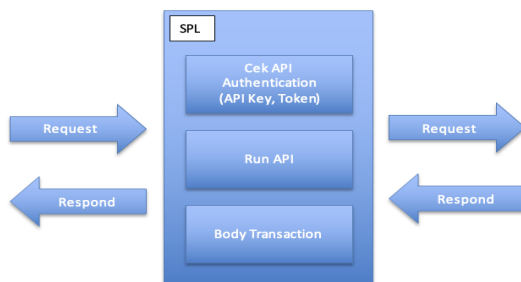 SPL
Cek API
Authentication
(API Key, Token)
Request
Request
Run API
Respond
Respond
Body Transaction